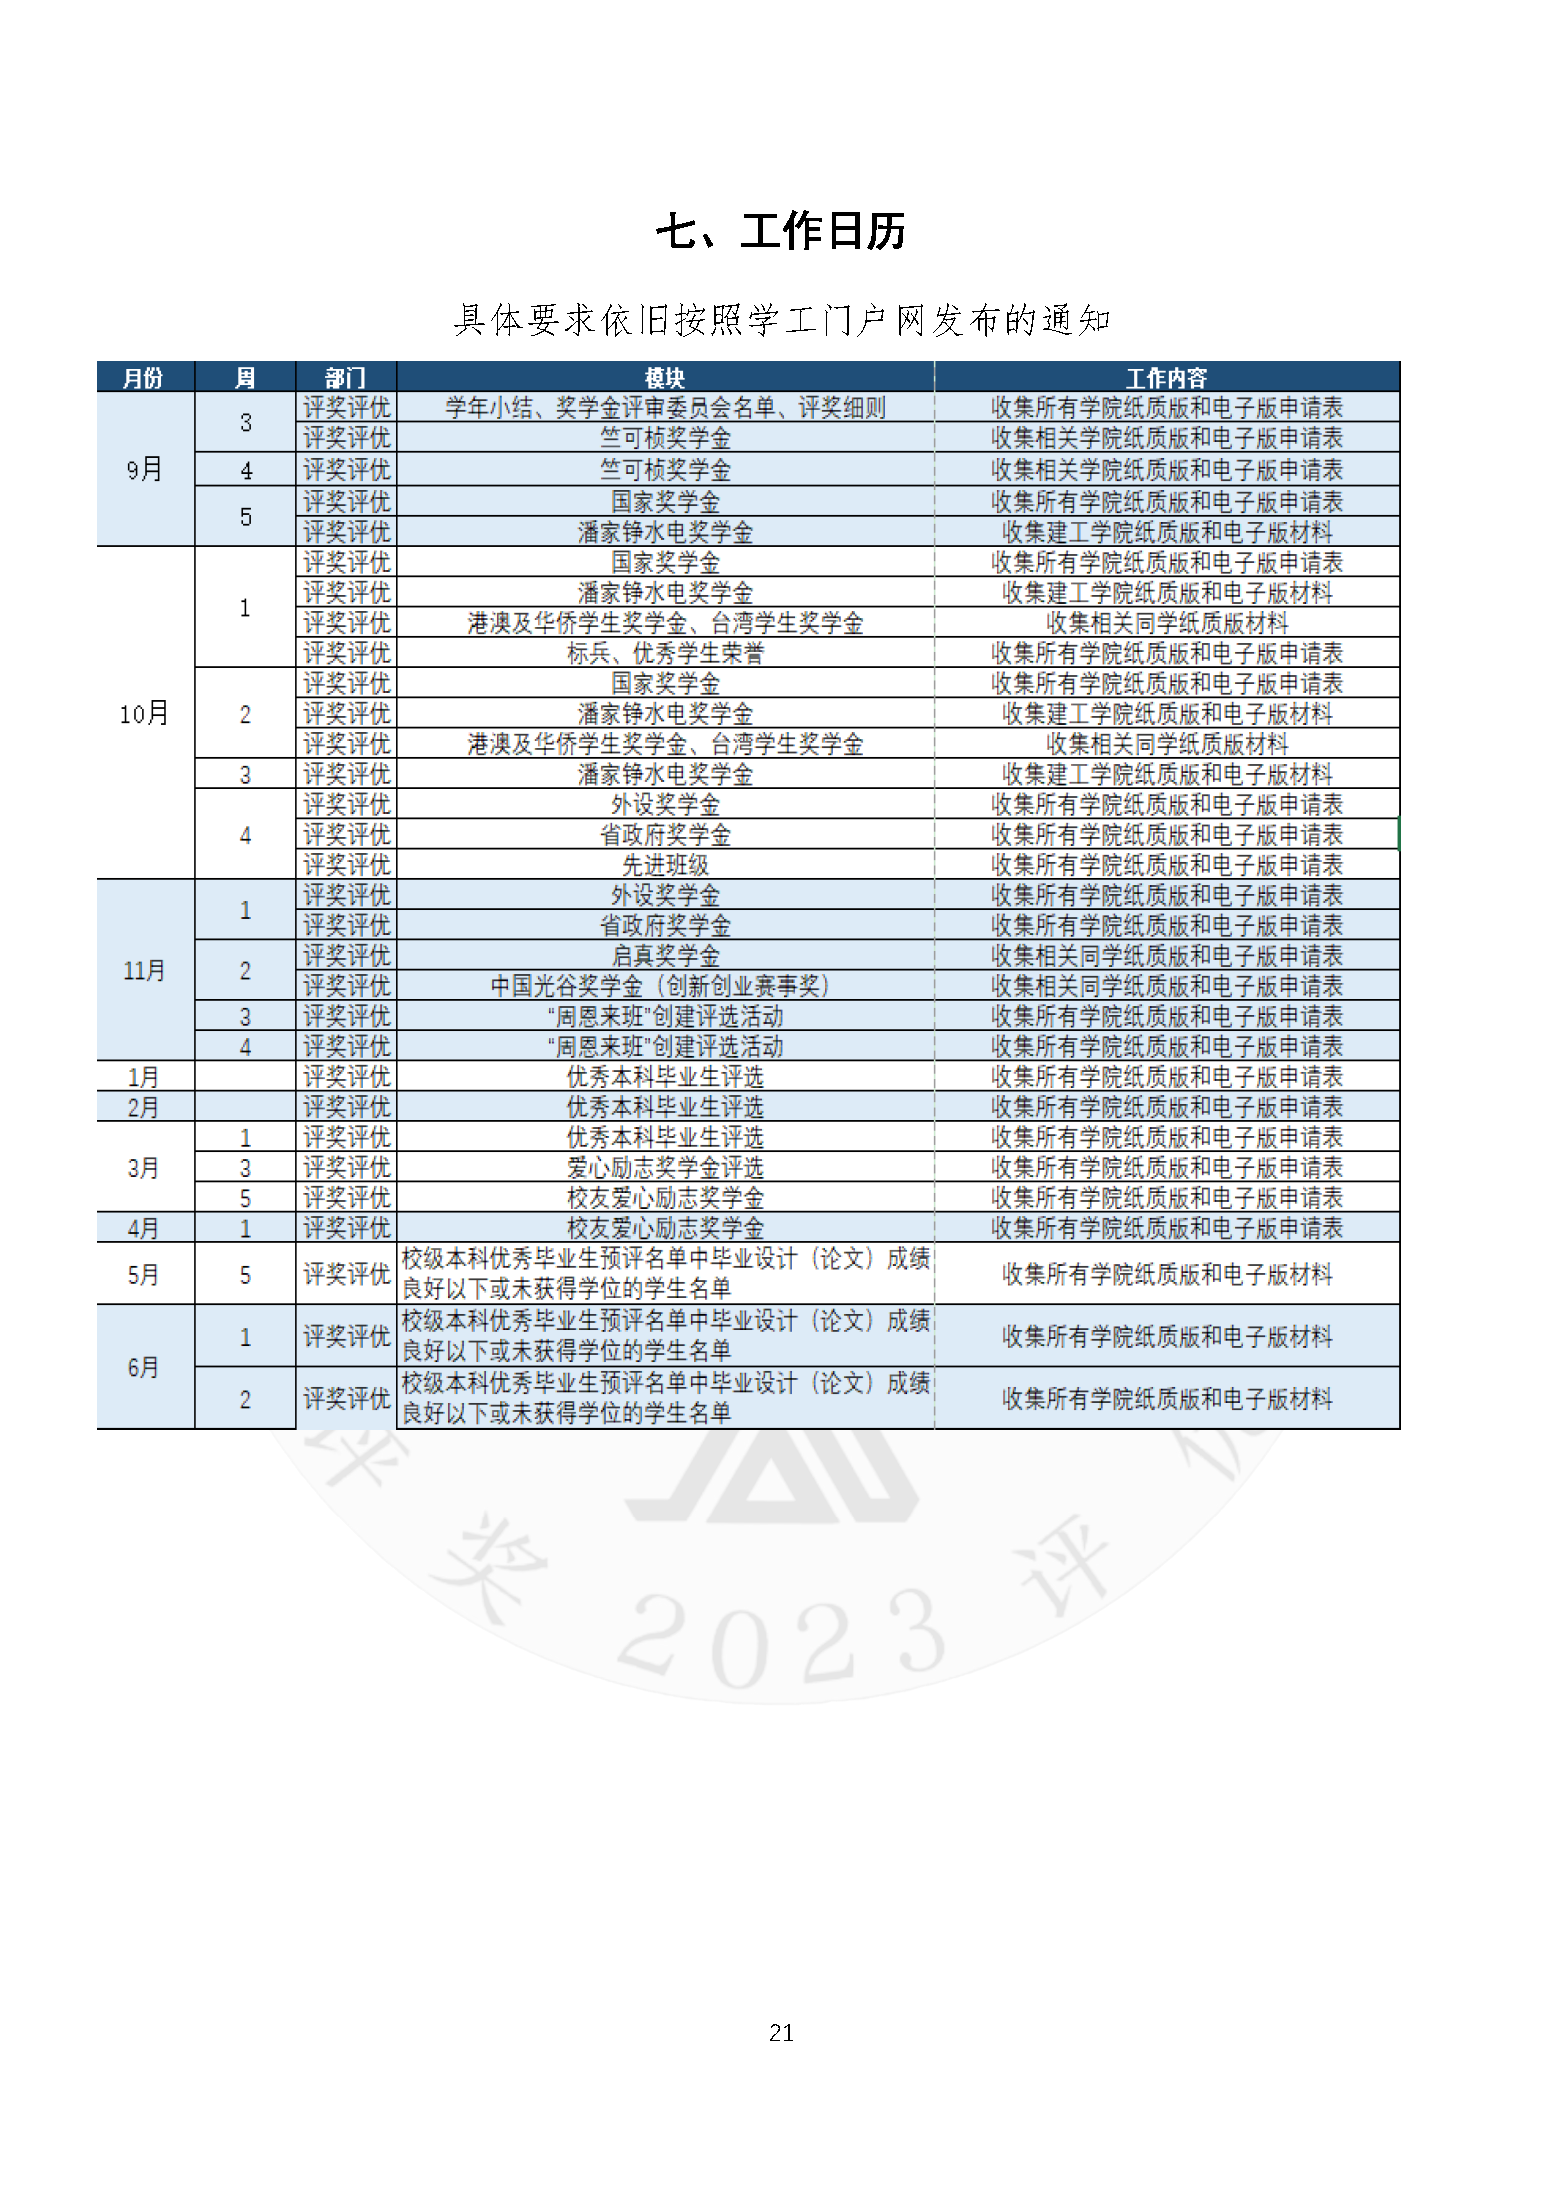 七、工作日历
具体要求依旧按照学工门户网发布的通知
月份 周 部门 模块 工作内容
9月 3 评奖评优 学年小结、奖学金评审委员会名单、评奖细则 收集所有学院纸质版和电子版申请表
评奖评优 竺可桢奖学金 收集相关学院纸质版和电子版申请表
4 评奖评优 竺可桢奖学金 收集相关学院纸质版和电子版申请表
5 评奖评优 国家奖学金 收集所有学院纸质版和电子版申请表
评奖评优 潘家铮水电奖学金 收集建工学院纸质版和电子版材料
10月 1 评奖评优 国家奖学金 收集所有学院纸质版和电子版申请表
评奖评优 潘家铮水电奖学金 收集建工学院纸质版和电子版材料
评奖评优 港澳及华侨学生奖学金、台湾学生奖学金 收集相关同学纸质版材料
评奖评优 标兵、优秀学生荣誉 收集所有学院纸质版和电子版申请表
2 评奖评优 国家奖学金 收集所有学院纸质版和电子版申请表
评奖评优 潘家铮水电奖学金 收集建工学院纸质版和电子版材料
评奖评优 港澳及华侨学生奖学金、台湾学生奖学金 收集相关同学纸质版材料
3 评奖评优 潘家铮水电奖学金 收集建工学院纸质版和电子版材料
4 评奖评优 外设奖学金 收集所有学院纸质版和电子版申请表
评奖评优 省政府奖学金 收集所有学院纸质版和电子版申请表
评奖评优 先进班级 收集所有学院纸质版和电子版申请表
11月 1 评奖评优 外设奖学金 收集所有学院纸质版和电子版申请表
评奖评优 省政府奖学金 收集所有学院纸质版和电子版申请表
2 评奖评优 启真奖学金 收集相关同学纸质版和电子版申请表
评奖评优 中国光谷奖学金（创新创业赛事奖） 收集相关同学纸质版和电子版申请表
3 评奖评优 “周恩来班”创建评选活动 收集所有学院纸质版和电子版申请表
4 评奖评优 “周恩来班”创建评选活动 收集所有学院纸质版和电子版申请表
1月 评奖评优 优秀本科毕业生评选 收集所有学院纸质版和电子版申请表
2月 评奖评优 优秀本科毕业生评选 收集所有学院纸质版和电子版申请表
3月 1 评奖评优 优秀本科毕业生评选 收集所有学院纸质版和电子版申请表
3 评奖评优 爱心励志奖学金评选 收集所有学院纸质版和电子版申请表
5 评奖评优 校友爱心励志奖学金 收集所有学院纸质版和电子版申请表
4月 1 评奖评优 校友爱心励志奖学金 收集所有学院纸质版和电子版申请表
5月 5 评奖评优 校级本科优秀毕业生预评名单中毕业设计（论文）成绩
良好以下或未获得学位的学生名单 收集所有学院纸质版和电子版材料
6月 1 评奖评优 校级本科优秀毕业生预评名单中毕业设计（论文）成绩
良好以下或未获得学位的学生名单 收集所有学院纸质版和电子版材料
2 评奖评优 校级本科优秀毕业生预评名单中毕业设计（论文）成绩
良好以下或未获得学位的学生名单 收集所有学院纸质版和电子版材料
评奖 2023 评优
21